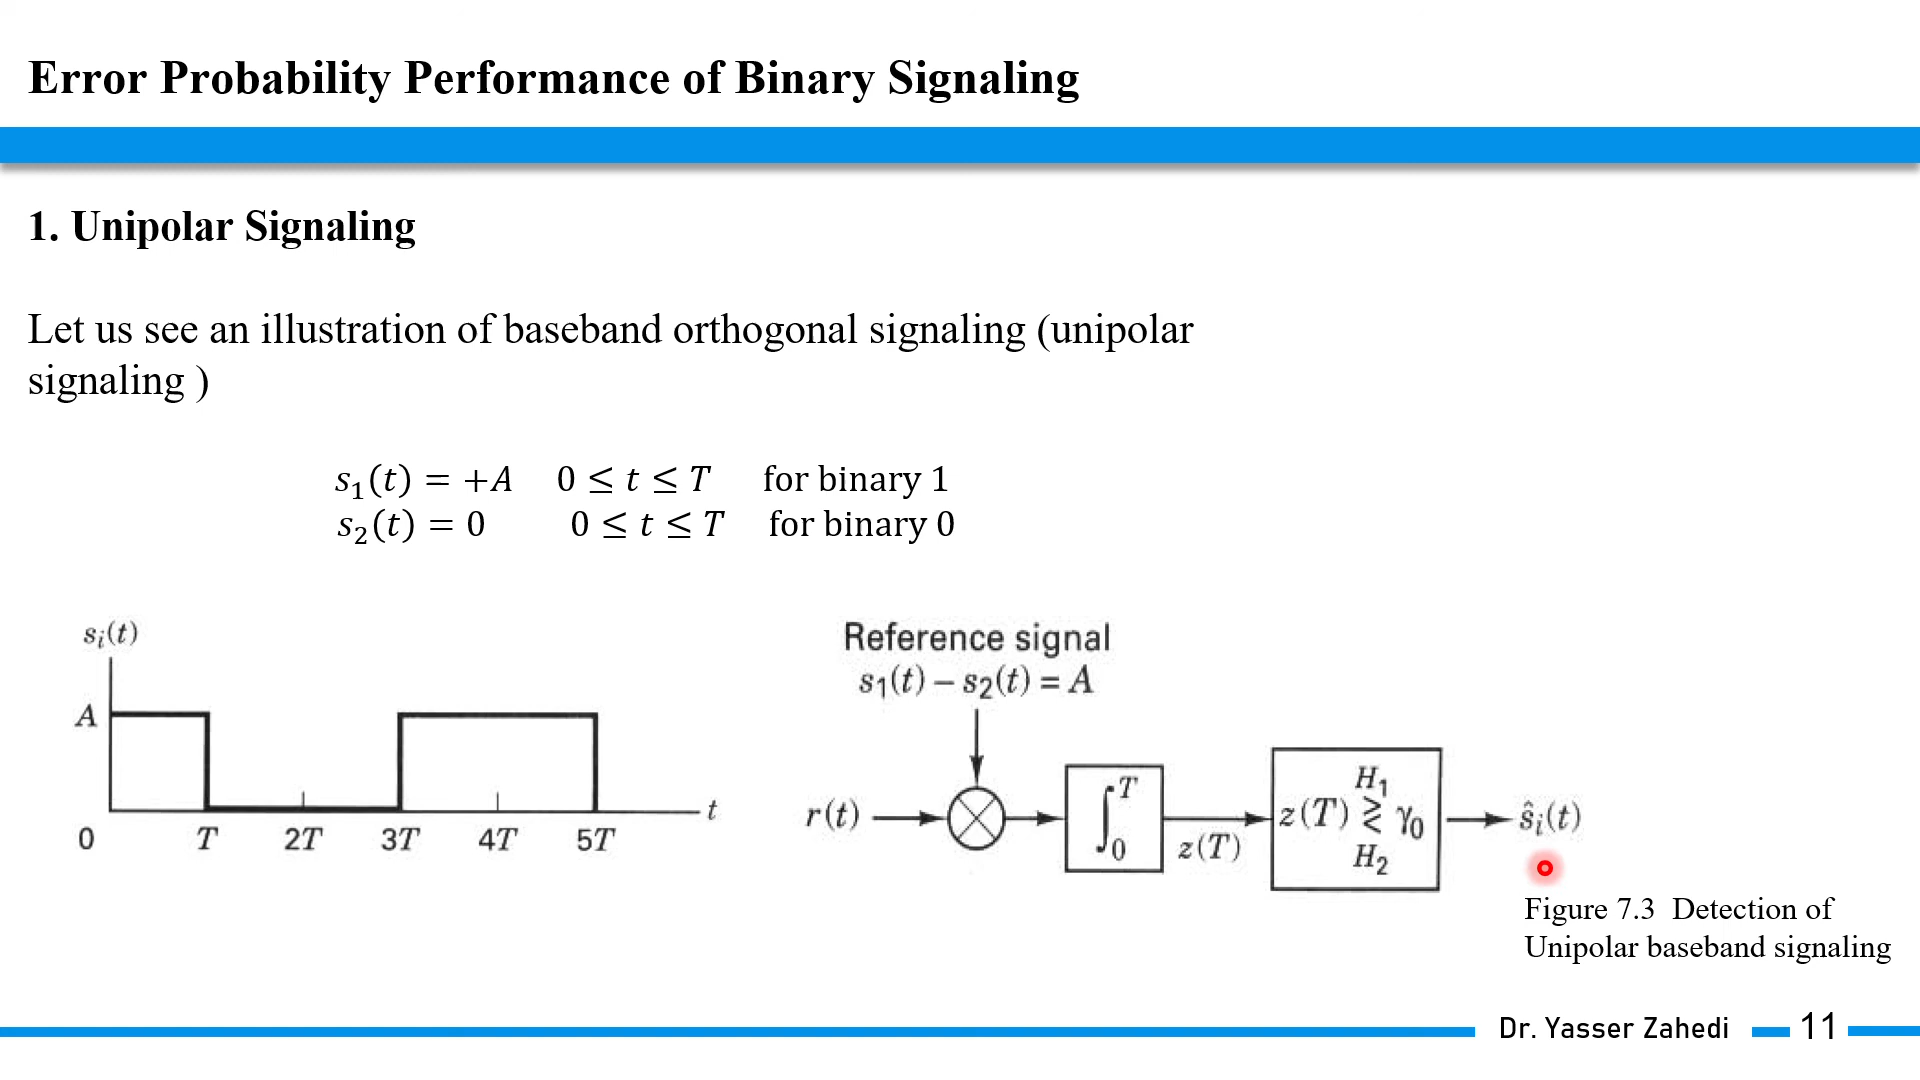 Error Probability Performance of Binary Signaling
1. Unipolar Signaling
Let us see an illustration of baseband orthogonal signaling (unipolar
signaling )
s₁(t) = +A 0 ≤ t ≤ T for binary 1
s₂(t) = 0 0 ≤ t ≤ T for binary 0
sᵢ(t)
A
t
0 T 2T 3T 4T 5T
Reference signal
s₁(t) – s₂(t) = A
r(t)
∫₀ᵀ
z(T)
H₁
z(T) ≷ γ₀
H₂
ŝᵢ(t)
Figure 7.3 Detection of
Unipolar baseband signaling
Dr. Yasser Zahedi 11